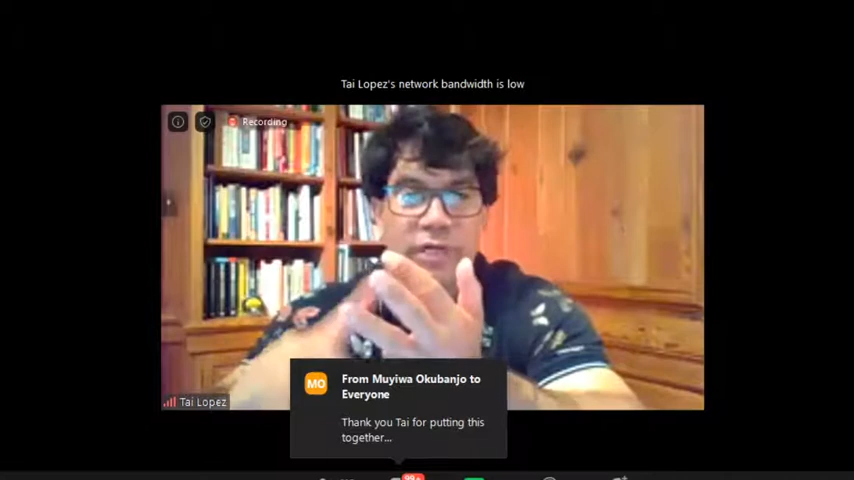 Tai Lopez's network bandwidth is low
Recording
Tai Lopez
MO
From Muyiwa Okubanjo to
Everyone
Thank you Tai for putting this
together...
99+